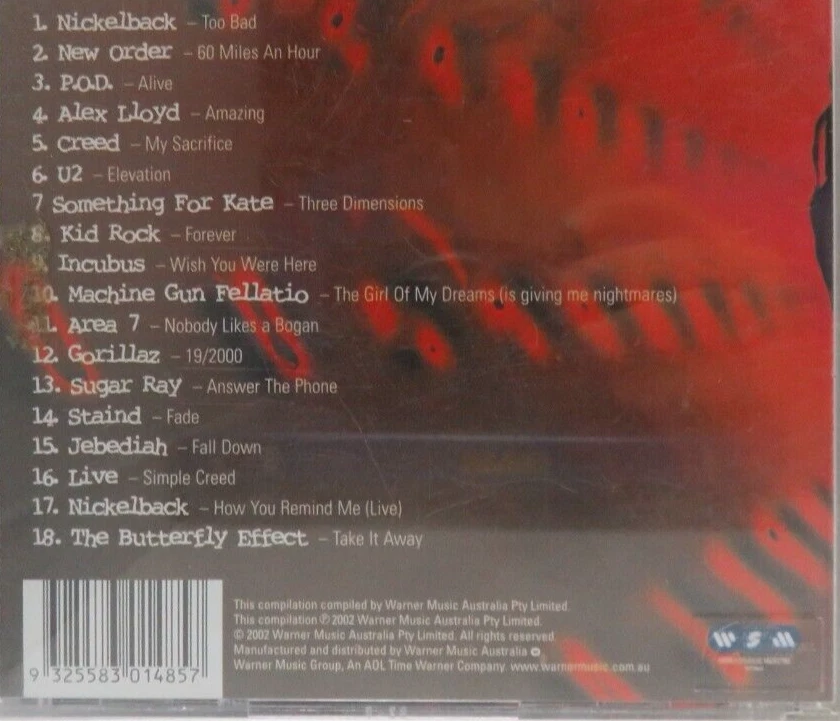 1. Nickelback – Too Bad
2. New Order – 60 Miles An Hour
3. P.O.D. – Alive
4. Alex Lloyd – Amazing
5. Creed – My Sacrifice
6. U2 – Elevation
7 Something For Kate – Three Dimensions
8. Kid Rock – Forever
Incubus – Wish You Were Here
10. Machine Gun Fellatio – The Girl Of My Dreams (is giving me nightmares)
11. Area 7 – Nobody Likes a Bogan
12. Gorillaz – 19/2000
13. Sugar Ray – Answer The Phone
14. Staind – Fade
15. Jebediah – Fall Down
16. Live – Simple Creed
17. Nickelback – How You Remind Me (Live)
18. The Butterfly Effect – Take It Away
This compilation compiled by Warner Music Australia Pty Limited.
This compilation ℗ 2002 Warner Music Australia Pty Limited.
© 2002 Warner Music Australia Pty Limited. All rights reserved.
Manufactured and distributed by Warner Music Australia
Warner Music Group, An AOL Time Warner Company. www.warnermusic.com.au
9 325583 014857
WSM